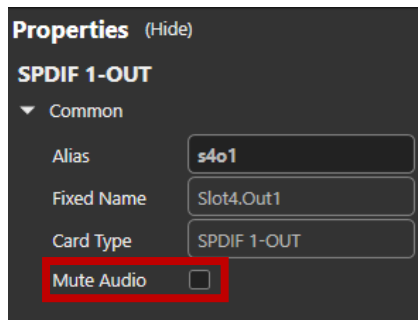 Properties (Hide)
SPDIF 1-OUT
Common
Alias s4o1
Fixed Name Slot4.Out1
Card Type SPDIF 1-OUT
Mute Audio